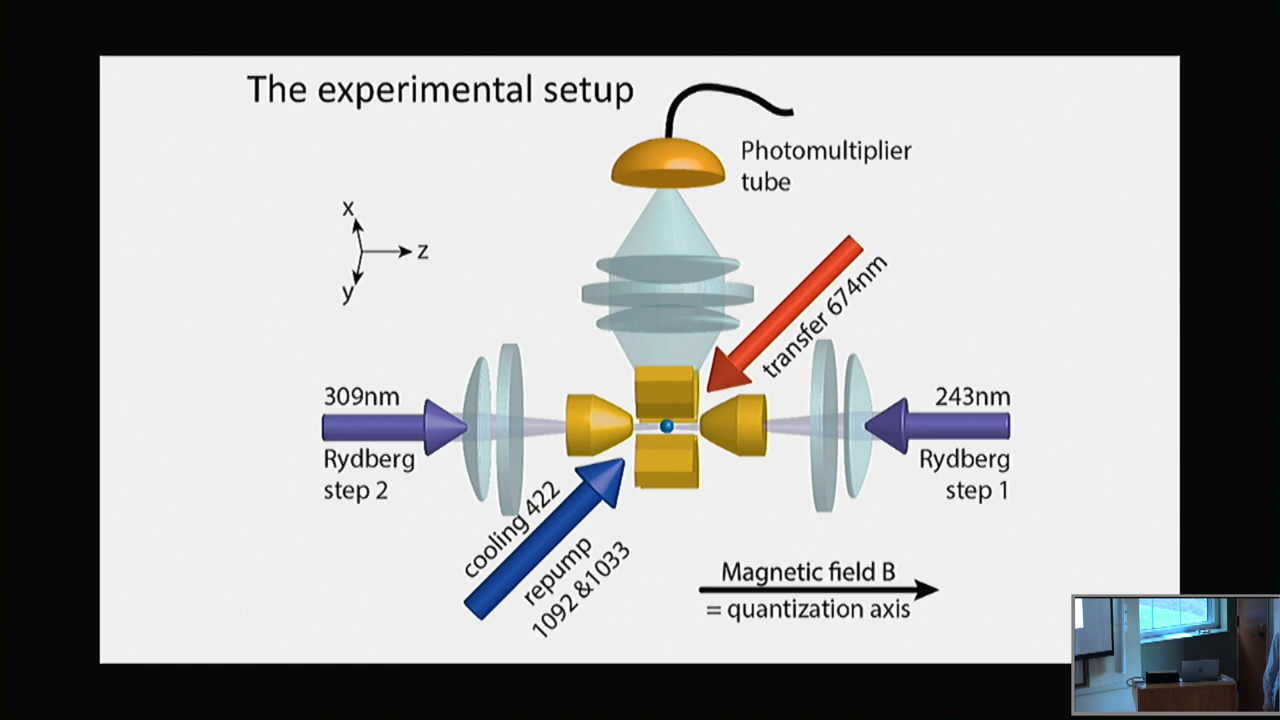 The experimental setup
Photomultiplier
tube
x
z
y
transfer 674nm
309nm
Rydberg
step 2
243nm
Rydberg
step 1
cooling 422
repump
1092 &1033
Magnetic field B
= quantization axis